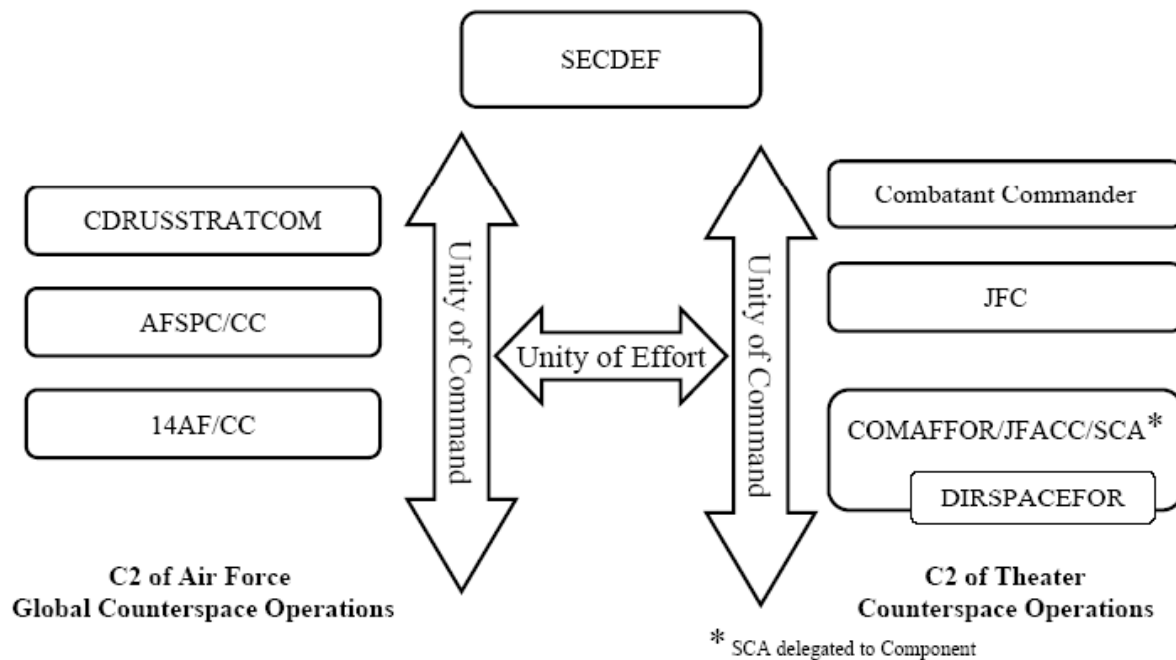 SECDEF
CDRUSSTRATCOM
AFSPC/CC
14AF/CC
C2 of Air Force
Global Counterspace Operations
Unity of Command
Unity of Effort
Unity of Command
Combatant Commander
JFC
COMAFFOR/JFACC/SCA*
DIRSPACEFOR
C2 of Theater
Counterspace Operations
* SCA delegated to Component